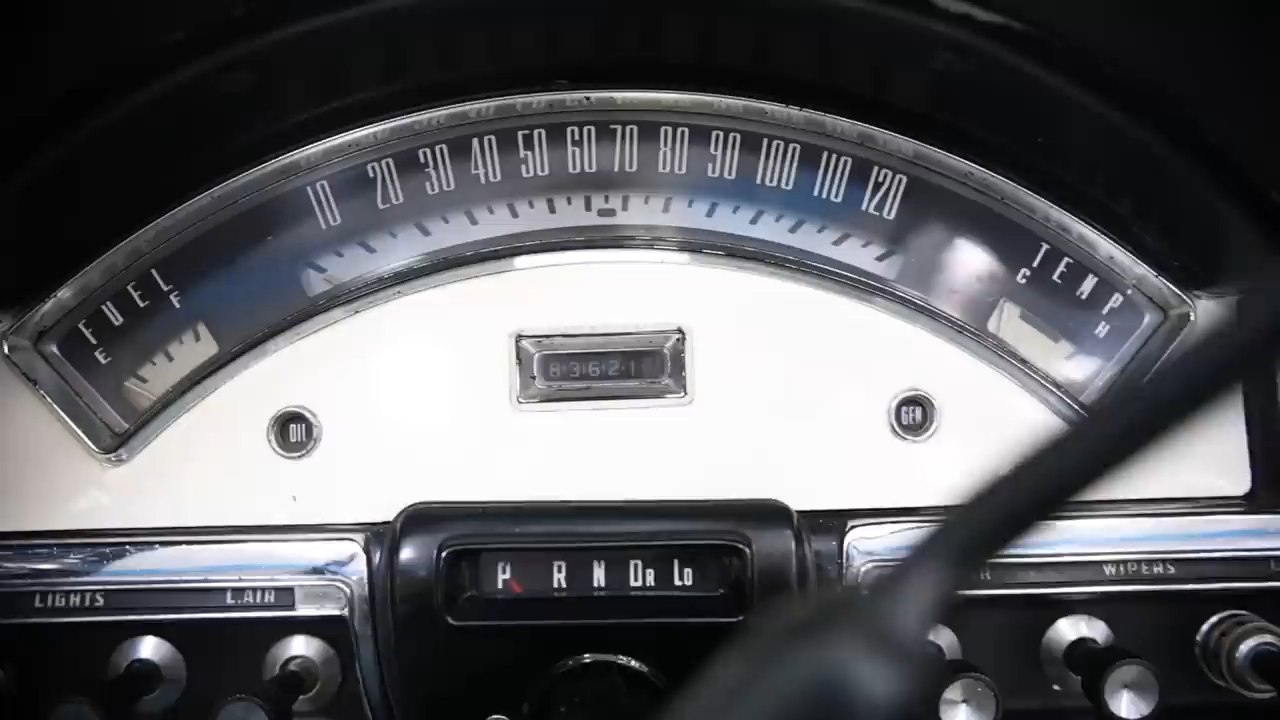 10 20 30 40 50 60 70 80 90 100 110 120
FUEL
E F
TEMP
C H
83621
OIL
GEN
P R N DR LO
LIGHTS L.AIR
WIPERS